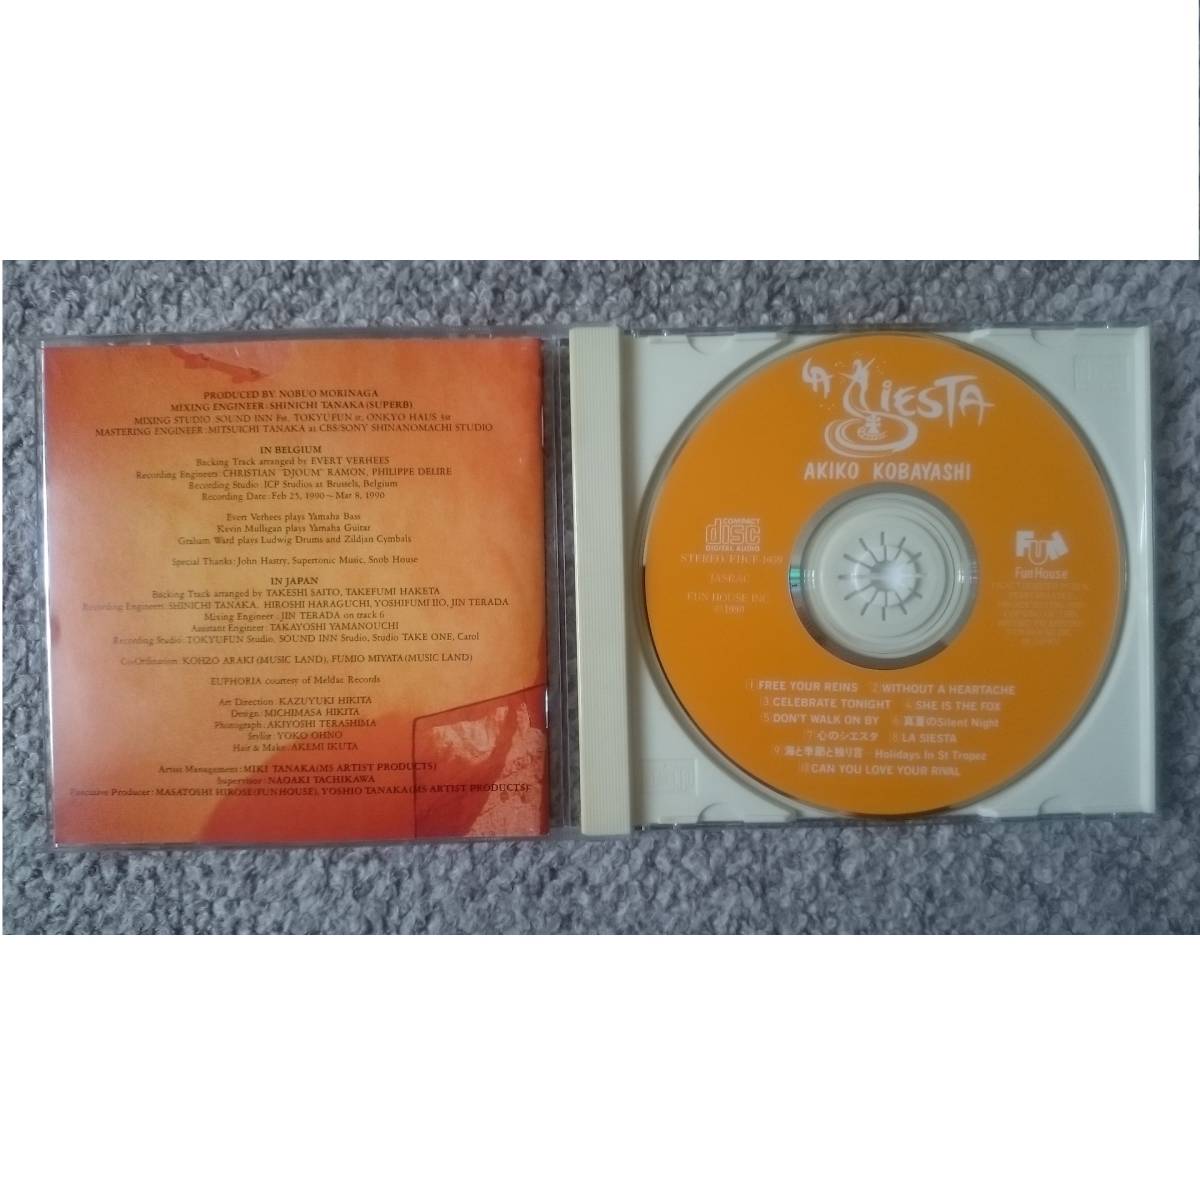 PRODUCED BY NOBUO MORINAGA
MIXING ENGINEER : SHINICHI TANAKA (SUPERB)
MIXING STUDIO SOUND INN Fst, TOKYUFUN st, ONKYO HAUS 4st
MASTERING ENGINEER : MITSUICHI TANAKA at CBS/SONY SHINANOMACHI STUDIO
IN BELGIUM
Backing Track arranged by EVERT VERHEES
Recording Engineers : CHRISTIAN "DJOUM" RAMON, PHILIPPE DELIRE
Recording Studio : ICP Studios at Brussels, Belgium
Recording Date : Feb 25, 1990～Mar 8, 1990
Evert Verhees plays Yamaha Bass
Kevin Mulligan plays Yamaha Guitar
Graham Ward plays Ludwig Drums and Zildjan Cymbals
Special Thanks : John Hastry, Supertonic Music, Snob House
IN JAPAN
Backing Track arranged by TAKESHI SAITO, TAKEFUMI HAKETA
Recording Engineers SHINICHI TANAKA, HIROSHI HARAGUCHI, YOSHIFUMI IIO, JIN TERADA
Mixing Engineer : JIN TERADA on track 6
Assistant Engineer : TAKAYOSHI YAMANOUCHI
Recording Studio : TOKYUFUN Studio, SOUND INN Studio, Studio TAKE ONE, Carol
Co-Ordination KOHZO ARAKI (MUSIC LAND), FUMIO MIYATA (MUSIC LAND)
EUPHORIA courtesy of Meldac Records
Art Direction : KAZUYUKI HIKITA
Design : MICHIMASA HIKITA
Photograph : AKIYOSHI TERASHIMA
Stylist : YOKO OHNO
Hair & Make : AKEMI IKUTA
Artist Management : MIKI TANAKA (MS ARTIST PRODUCTS)
Supervisor : NAOAKI TACHIKAWA
Executive Producer : MASATOSHI HIROSE (FUN HOUSE), YOSHIO TANAKA (MS ARTIST PRODUCTS)
LA SIESTA
AKIKO KOBAYASHI
COMPACT
disc
DIGITAL AUDIO
STEREO
JASRAC
FUN HOUSE INC.
Ⓟ1990
FUN
Fun House
1 FREE YOUR REINS 2 WITHOUT A HEARTACHE
3 CELEBRATE TONIGHT 4 SHE IS THE FOX
5 DON'T WALK ON BY 6 真夏のSilent Night
7 心のシエスタ 8 LA SIESTA
9 海と季節と独り言 Holidays In St Tropez
10 CAN YOU LOVE YOUR RIVAL